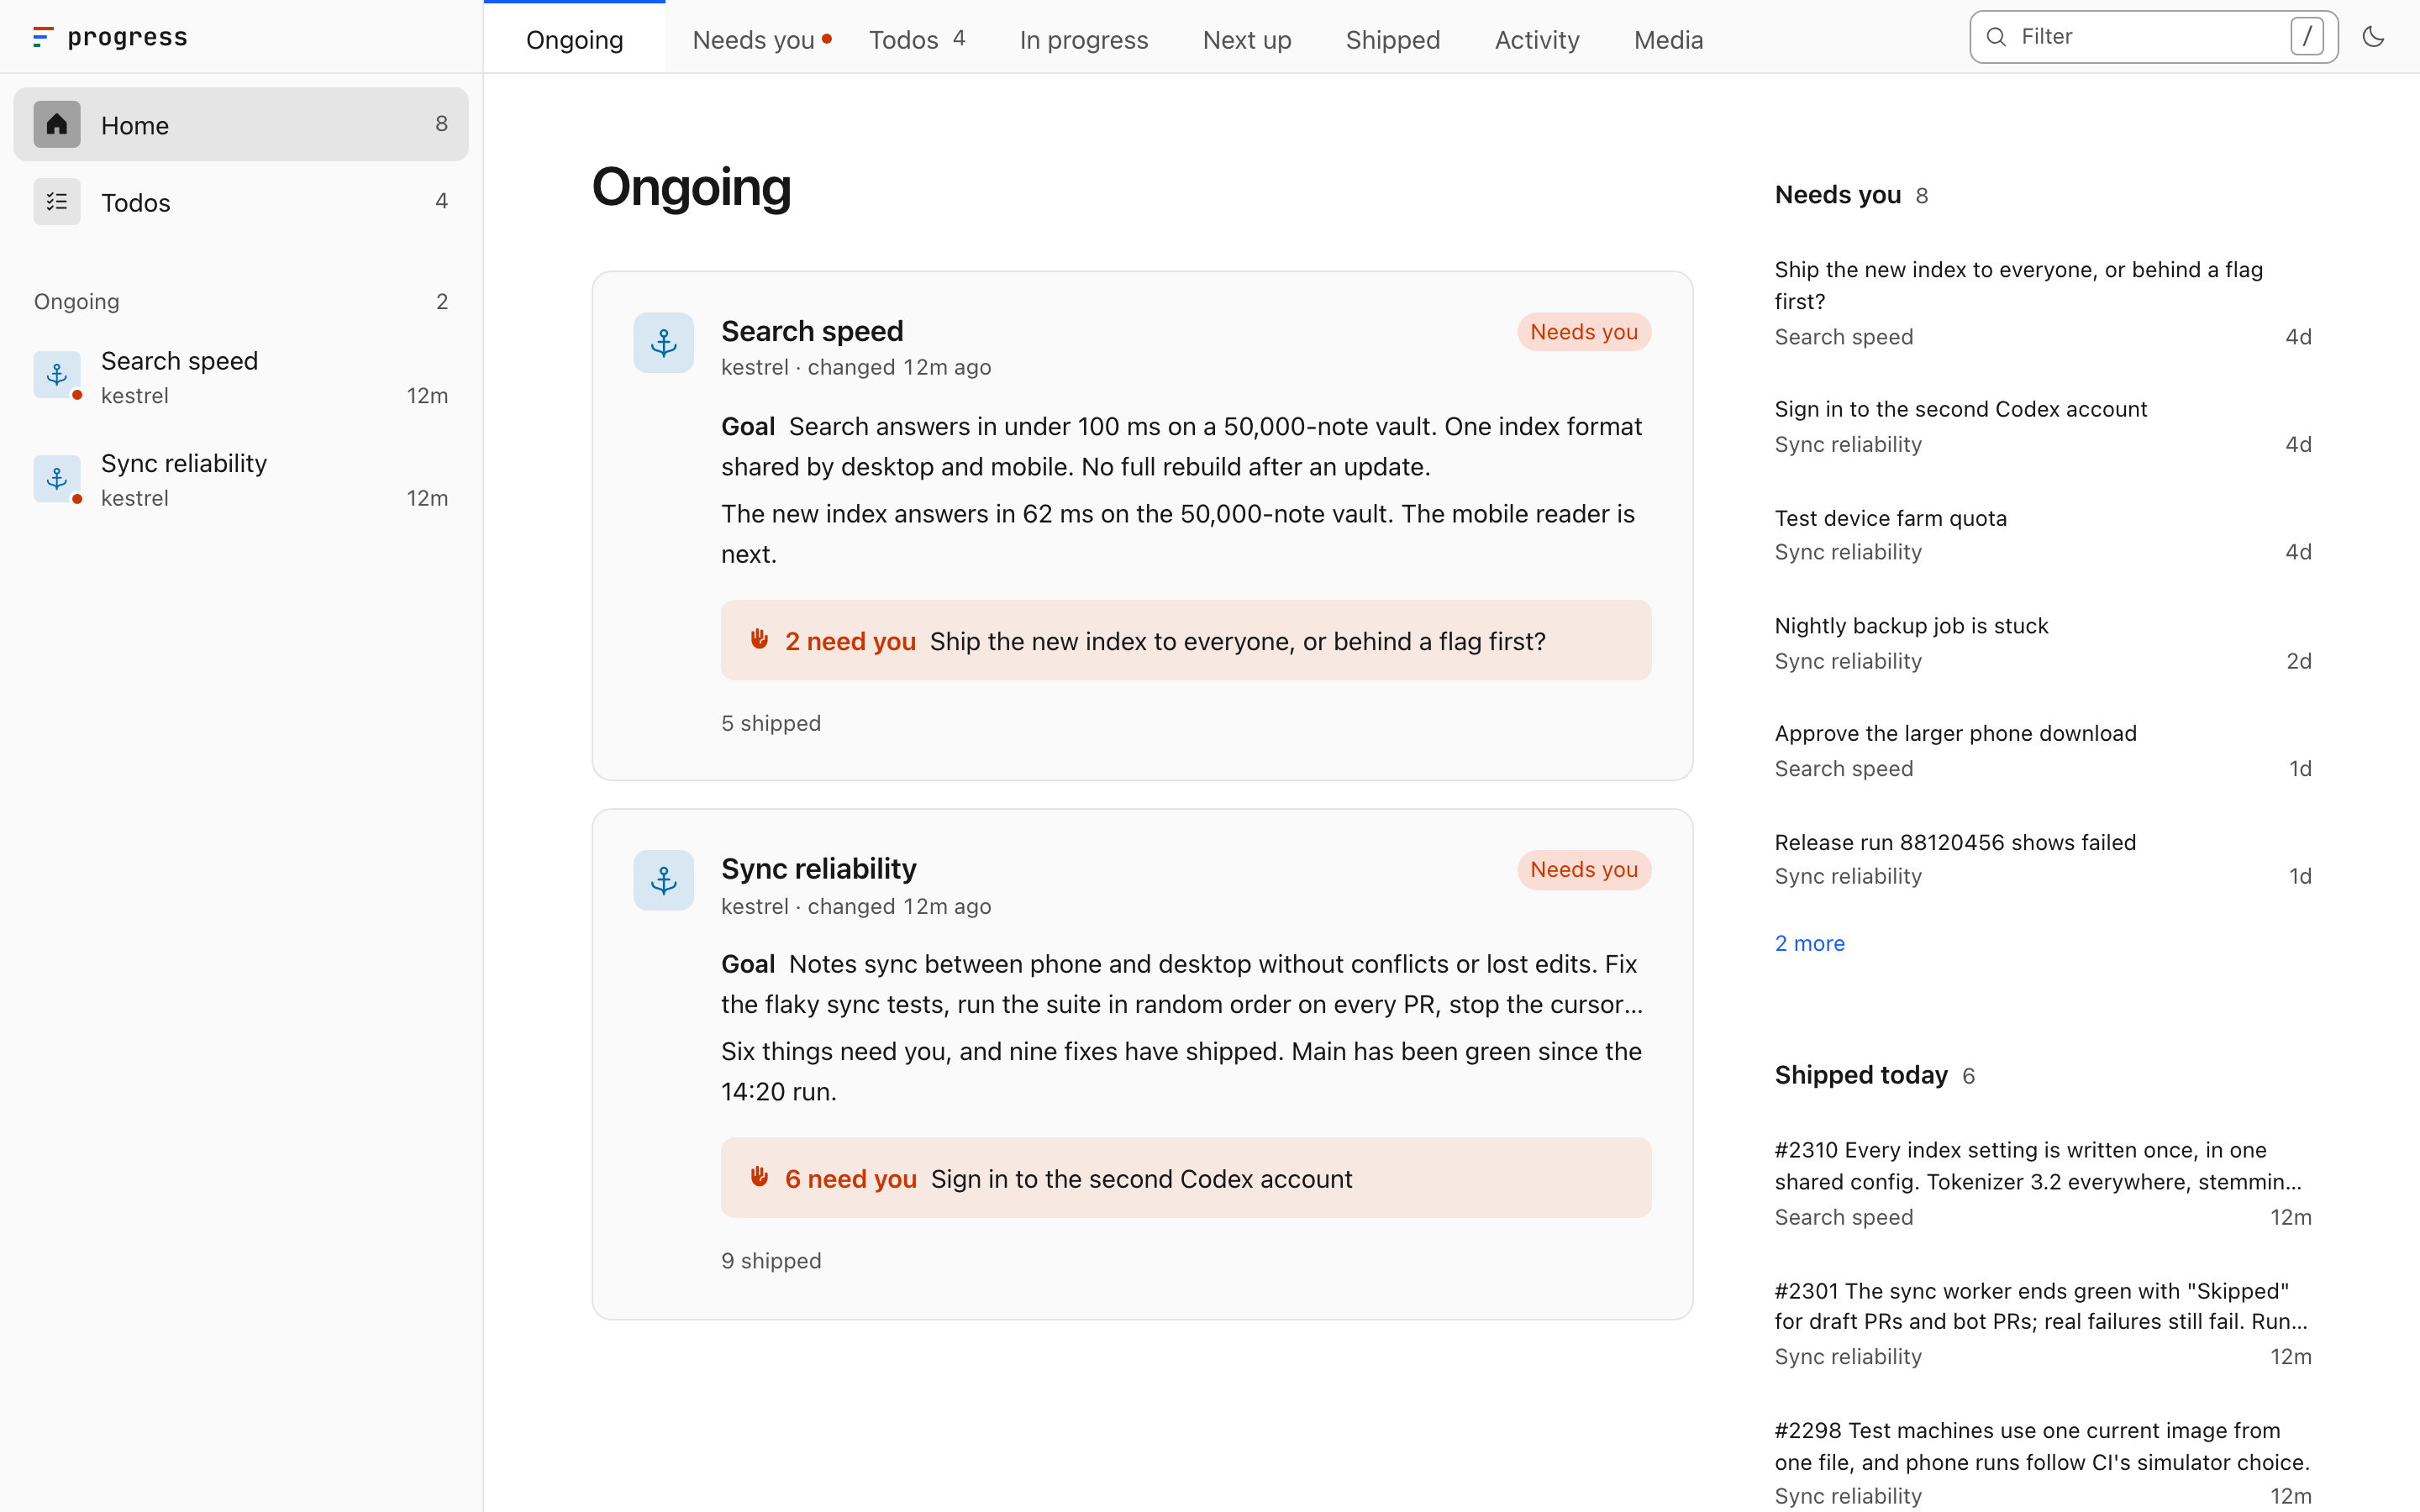 progress
Ongoing
Needs you
Todos 4
In progress
Next up
Shipped
Activity
Media
Filter
/
Home 8
Todos 4
Ongoing 2
Search speed
kestrel 12m
Sync reliability
kestrel 12m
Ongoing
Search speed
Needs you
kestrel · changed 12m ago
Goal Search answers in under 100 ms on a 50,000-note vault. One index format
shared by desktop and mobile. No full rebuild after an update.
The new index answers in 62 ms on the 50,000-note vault. The mobile reader is
next.
2 need you Ship the new index to everyone, or behind a flag first?
5 shipped
Sync reliability
Needs you
kestrel · changed 12m ago
Goal Notes sync between phone and desktop without conflicts or lost edits. Fix
the flaky sync tests, run the suite in random order on every PR, stop the cursor...
Six things need you, and nine fixes have shipped. Main has been green since the
14:20 run.
6 need you Sign in to the second Codex account
9 shipped
Needs you 8
Ship the new index to everyone, or behind a flag
first?
Search speed 4d
Sign in to the second Codex account
Sync reliability 4d
Test device farm quota
Sync reliability 4d
Nightly backup job is stuck
Sync reliability 2d
Approve the larger phone download
Search speed 1d
Release run 88120456 shows failed
Sync reliability 1d
2 more
Shipped today 6
#2310 Every index setting is written once, in one
shared config. Tokenizer 3.2 everywhere, stemmin...
Search speed 12m
#2301 The sync worker ends green with "Skipped"
for draft PRs and bot PRs; real failures still fail. Run...
Sync reliability 12m
#2298 Test machines use one current image from
one file, and phone runs follow CI's simulator choice.
Sync reliability 12m